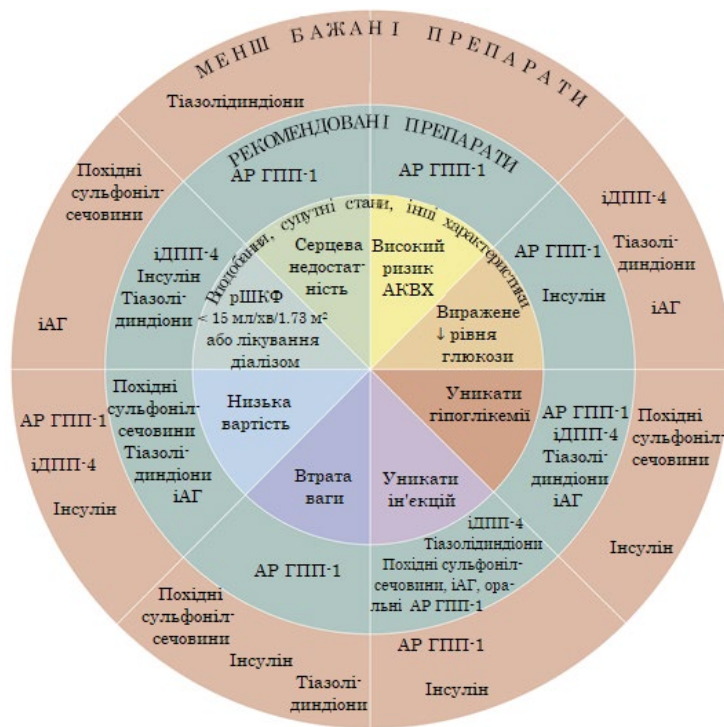 МЕНШ БАЖАНІ ПРЕПАРАТИ
РЕКОМЕНДОВАНІ ПРЕПАРАТИ
Вподобання, супутні стани, інші характеристики
Високий
ризик
АКВХ
АР ГПП-1
Виражене
↓ рівня
глюкози
АР ГПП-1
Інсулін
іДПП-4
Тіазолі-
диндіони
іАГ
Уникати
гіпоглікемії
АР ГПП-1
іДПП-4
Тіазолі-
диндіони
іАГ
Похідні
сульфоніл-
сечовини
Інсулін
Уникати
ін'єкцій
іДПП-4
Тіазолідиндіони
Похідні сульфоніл-
сечовини, іАГ, ора-
льні АР ГПП-1
АР ГПП-1
Інсулін
Втрата
ваги
АР ГПП-1
Похідні
сульфоніл-
сечовини
Інсулін
Тіазолі-
диндіони
Низька
вартість
Похідні
сульфоніл-
сечовини
Тіазолі-
диндіони
іАГ
АР ГПП-1
іДПП-4
Інсулін
рШКФ
< 15 мл/хв/1.73 м²
або лікування
діалізом
іДПП-4
Інсулін
Тіазолі-
диндіони
Похідні
сульфоніл-
сечовини
іАГ
Серцева
недостат-
ність
АР ГПП-1
Тіазолідиндіони